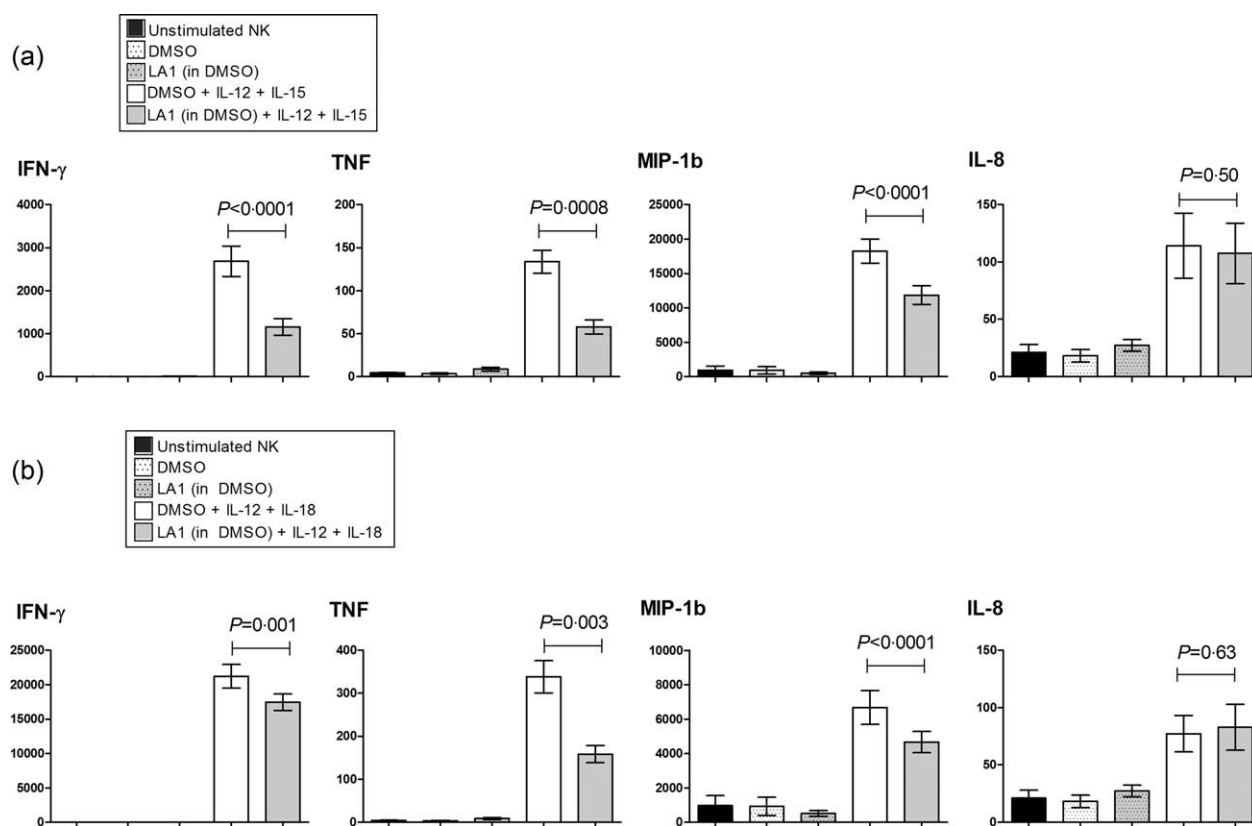 (a)
Unstimulated NK
DMSO
LA1 (in DMSO)
DMSO + IL-12 + IL-15
LA1 (in DMSO) + IL-12 + IL-15
IFN-γ
4000
3000
2000
1000
0
P<0·0001
TNF
200
150
100
50
0
P=0·0008
MIP-1b
25000
20000
15000
10000
5000
0
P<0·0001
IL-8
150
100
50
0
P=0·50
(b)
Unstimulated NK
DMSO
LA1 (in DMSO)
DMSO + IL-12 + IL-18
LA1 (in DMSO) + IL-12 + IL-18
IFN-γ
25000
20000
15000
10000
5000
0
P=0·001
TNF
400
300
200
100
0
P=0·003
MIP-1b
10000
8000
6000
4000
2000
0
P<0·0001
IL-8
150
100
50
0
P=0·63